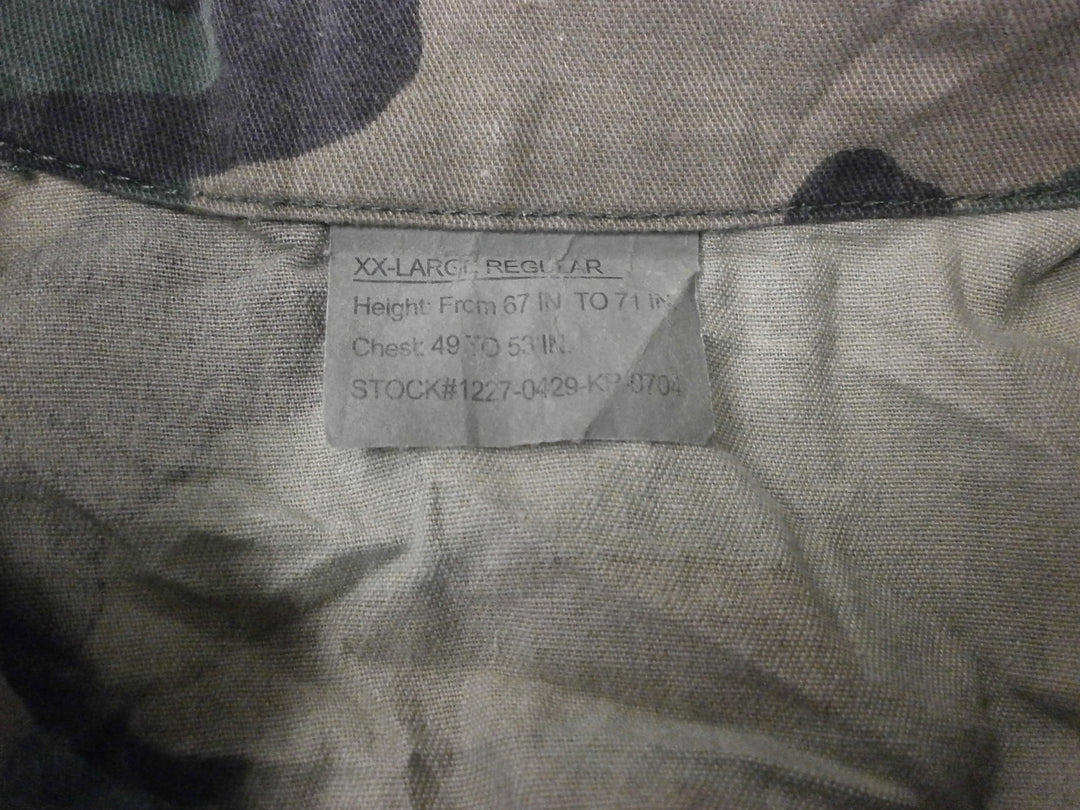 XX-LARGE REGULAR
Height: From 67 IN TO 71 IN.
Chest: 49 TO 53 IN.
STOCK#1227-0429-KR-0704